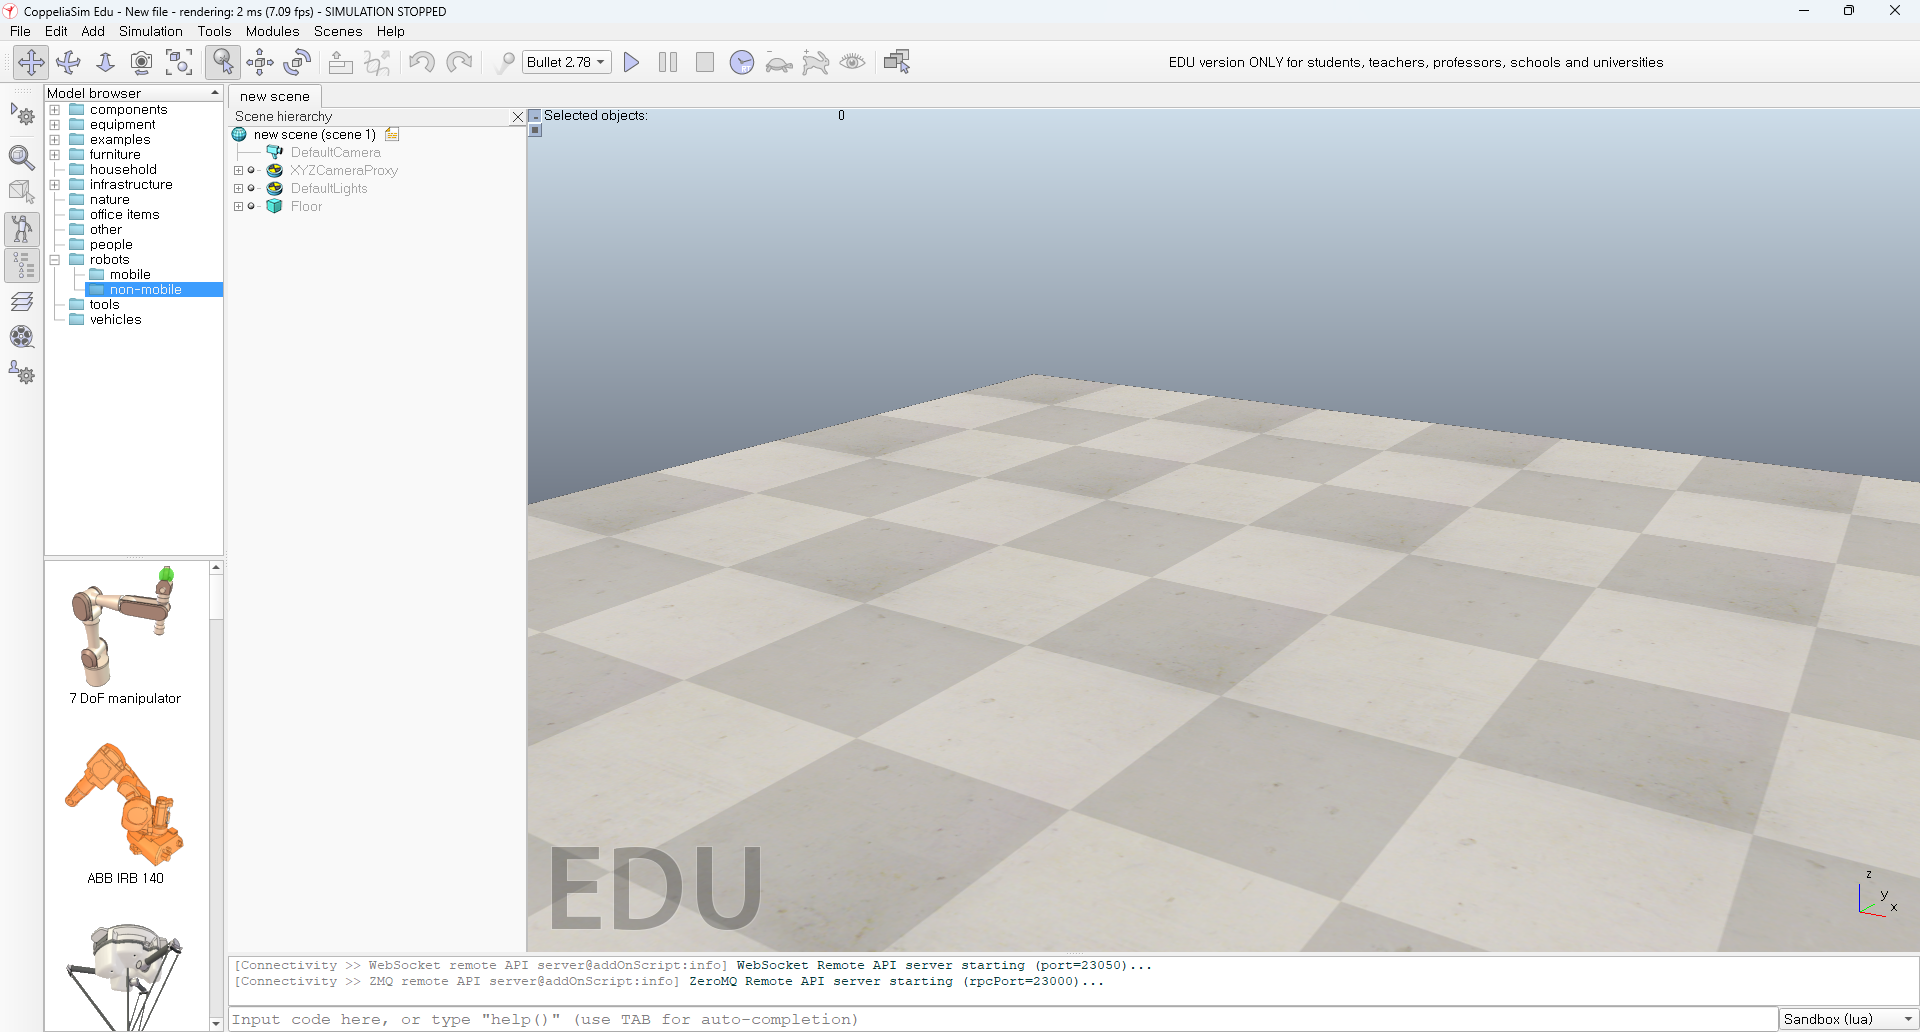 CoppeliaSim Edu - New file - rendering: 2 ms (7.09 fps) - SIMULATION STOPPED
File Edit Add Simulation Tools Modules Scenes Help
Bullet 2.78
EDU version ONLY for students, teachers, professors, schools and universities
Model browser
components
equipment
examples
furniture
household
infrastructure
nature
office items
other
people
robots
mobile
non-mobile
tools
vehicles
7 DoF manipulator
ABB IRB 140
new scene
Scene hierarchy
new scene (scene 1)
DefaultCamera
XYZCameraProxy
DefaultLights
Floor
Selected objects: 0
EDU
z
y
x
[Connectivity >> WebSocket remote API server@addOnScript:info] WebSocket Remote API server starting (port=23050)...
[Connectivity >> ZMQ remote API server@addOnScript:info] ZeroMQ Remote API server starting (rpcPort=23000)...
Input code here, or type "help()" (use TAB for auto-completion)
Sandbox (lua)